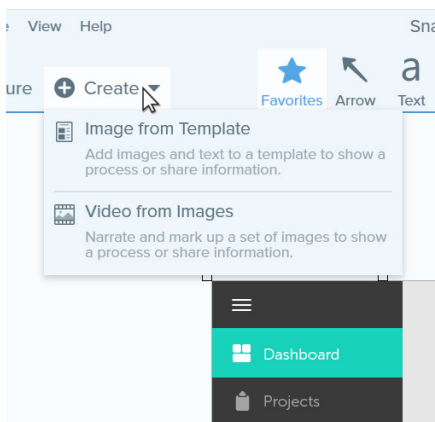 View Help Sna
ure Create Favorites Arrow Text
Image from Template
Add images and text to a template to show a
process or share information.
Video from Images
Narrate and mark up a set of images to show
a process or share information.
Dashboard
Projects